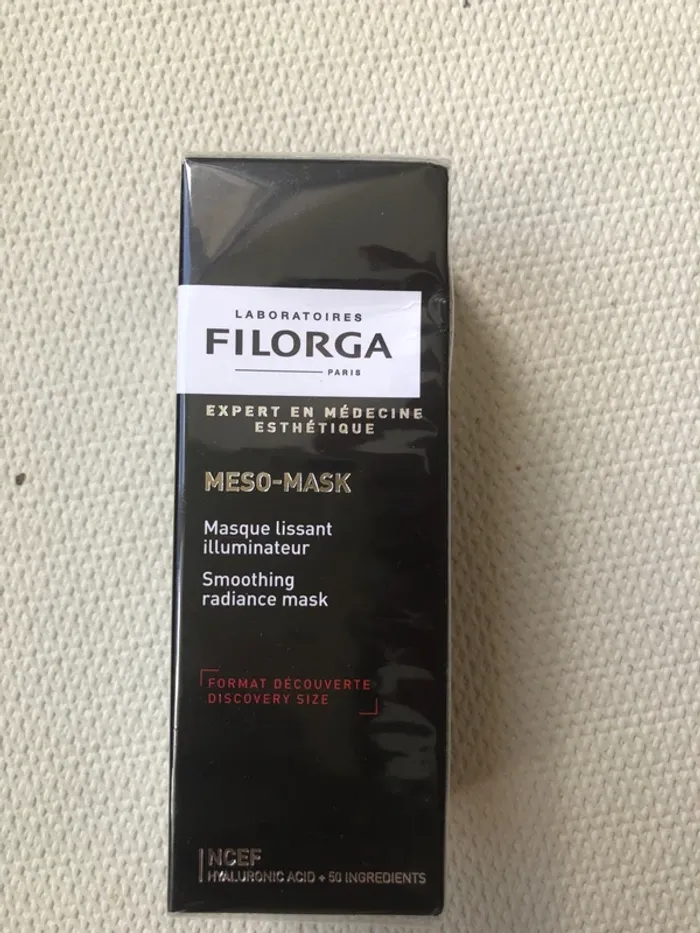 LABORATOIRES
FILORGA
PARIS
EXPERT EN MÉDECINE
ESTHÉTIQUE
MESO-MASK
Masque lissant
illuminateur
Smoothing
radiance mask
FORMAT DÉCOUVERTE
DISCOVERY SIZE
NCEF
HYALURONIC ACID + 50 INGREDIENTS